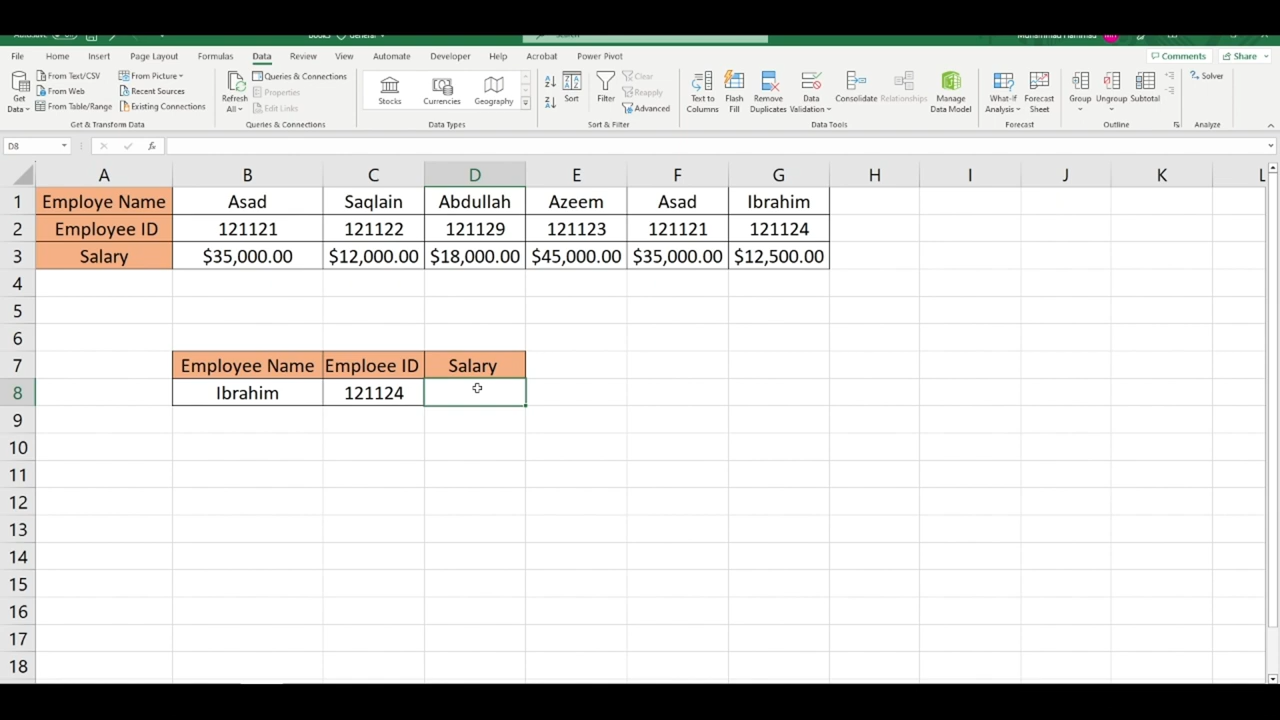 Muhammad Hammad MH
File Home Insert Page Layout Formulas Data Review View Automate Developer Help Acrobat Power Pivot Comments Share
Get Data From Text/CSV From Web From Table/Range From Picture Recent Sources Existing Connections Refresh All Queries & Connections Properties Edit Links Stocks Currencies Geography Sort Filter Clear Reapply Advanced Text to Columns Flash Fill Remove Duplicates Data Validation Consolidate Relationships Manage Data Model What-If Analysis Forecast Sheet Group Ungroup Subtotal Solver
Get & Transform Data Queries & Connections Data Types Sort & Filter Data Tools Forecast Outline Analyze
D8 fx
A B C D E F G H I J K L
1 Employe Name Asad Saqlain Abdullah Azeem Asad Ibrahim
2 Employee ID 121121 121122 121129 121123 121121 121124
3 Salary $35,000.00 $12,000.00 $18,000.00 $45,000.00 $35,000.00 $12,500.00
4
5
6
7 Employee Name Emploee ID Salary
8 Ibrahim 121124
9
10
11
12
13
14
15
16
17
18